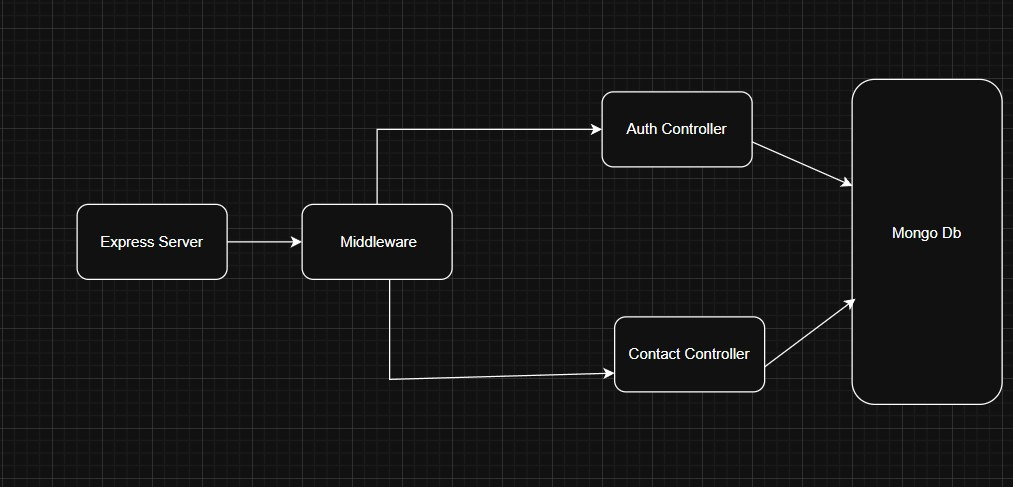 Auth Controller
Mongo Db
Express Server
Middleware
Contact Controller